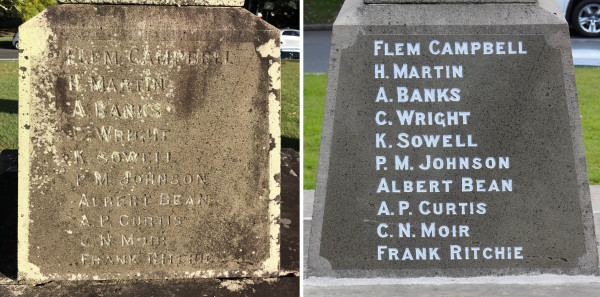 FLEM CAMPBELL
H. MARTIN
A. BANKS
C. WRIGHT
K. SOWELL
P. M. JOHNSON
ALBERT BEAN
A. P. CURTIS
C. N. MOIR
FRANK RITCHIE
FLEM CAMPBELL
H. MARTIN
A. BANKS
C. WRIGHT
K. SOWELL
P. M. JOHNSON
ALBERT BEAN
A. P. CURTIS
C. N. MOIR
FRANK RITCHIE